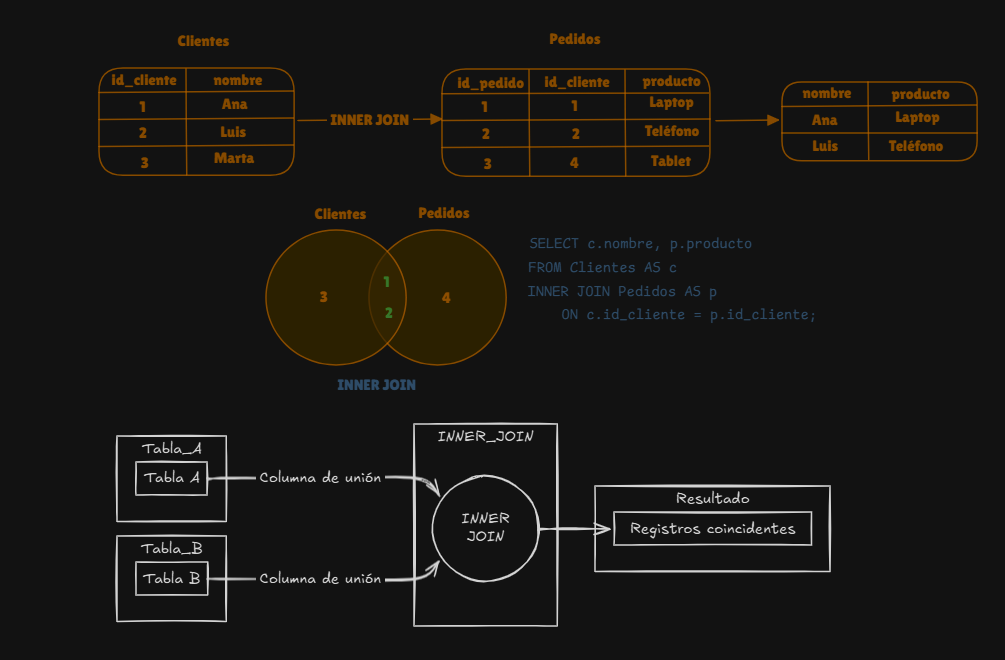 Clientes
id_cliente nombre
1 Ana
2 Luis
3 Marta
INNER JOIN
Pedidos
id_pedido id_cliente producto
1 1 Laptop
2 2 Teléfono
3 4 Tablet
nombre producto
Ana Laptop
Luis Teléfono
Clientes Pedidos
3
1
2
4
INNER JOIN
SELECT c.nombre, p.producto
FROM Clientes AS c
INNER JOIN Pedidos AS p
ON c.id_cliente = p.id_cliente;
Tabla_A
Tabla A
Columna de unión
Tabla_B
Tabla B
Columna de unión
INNER_JOIN
INNER
JOIN
Resultado
Registros coincidentes